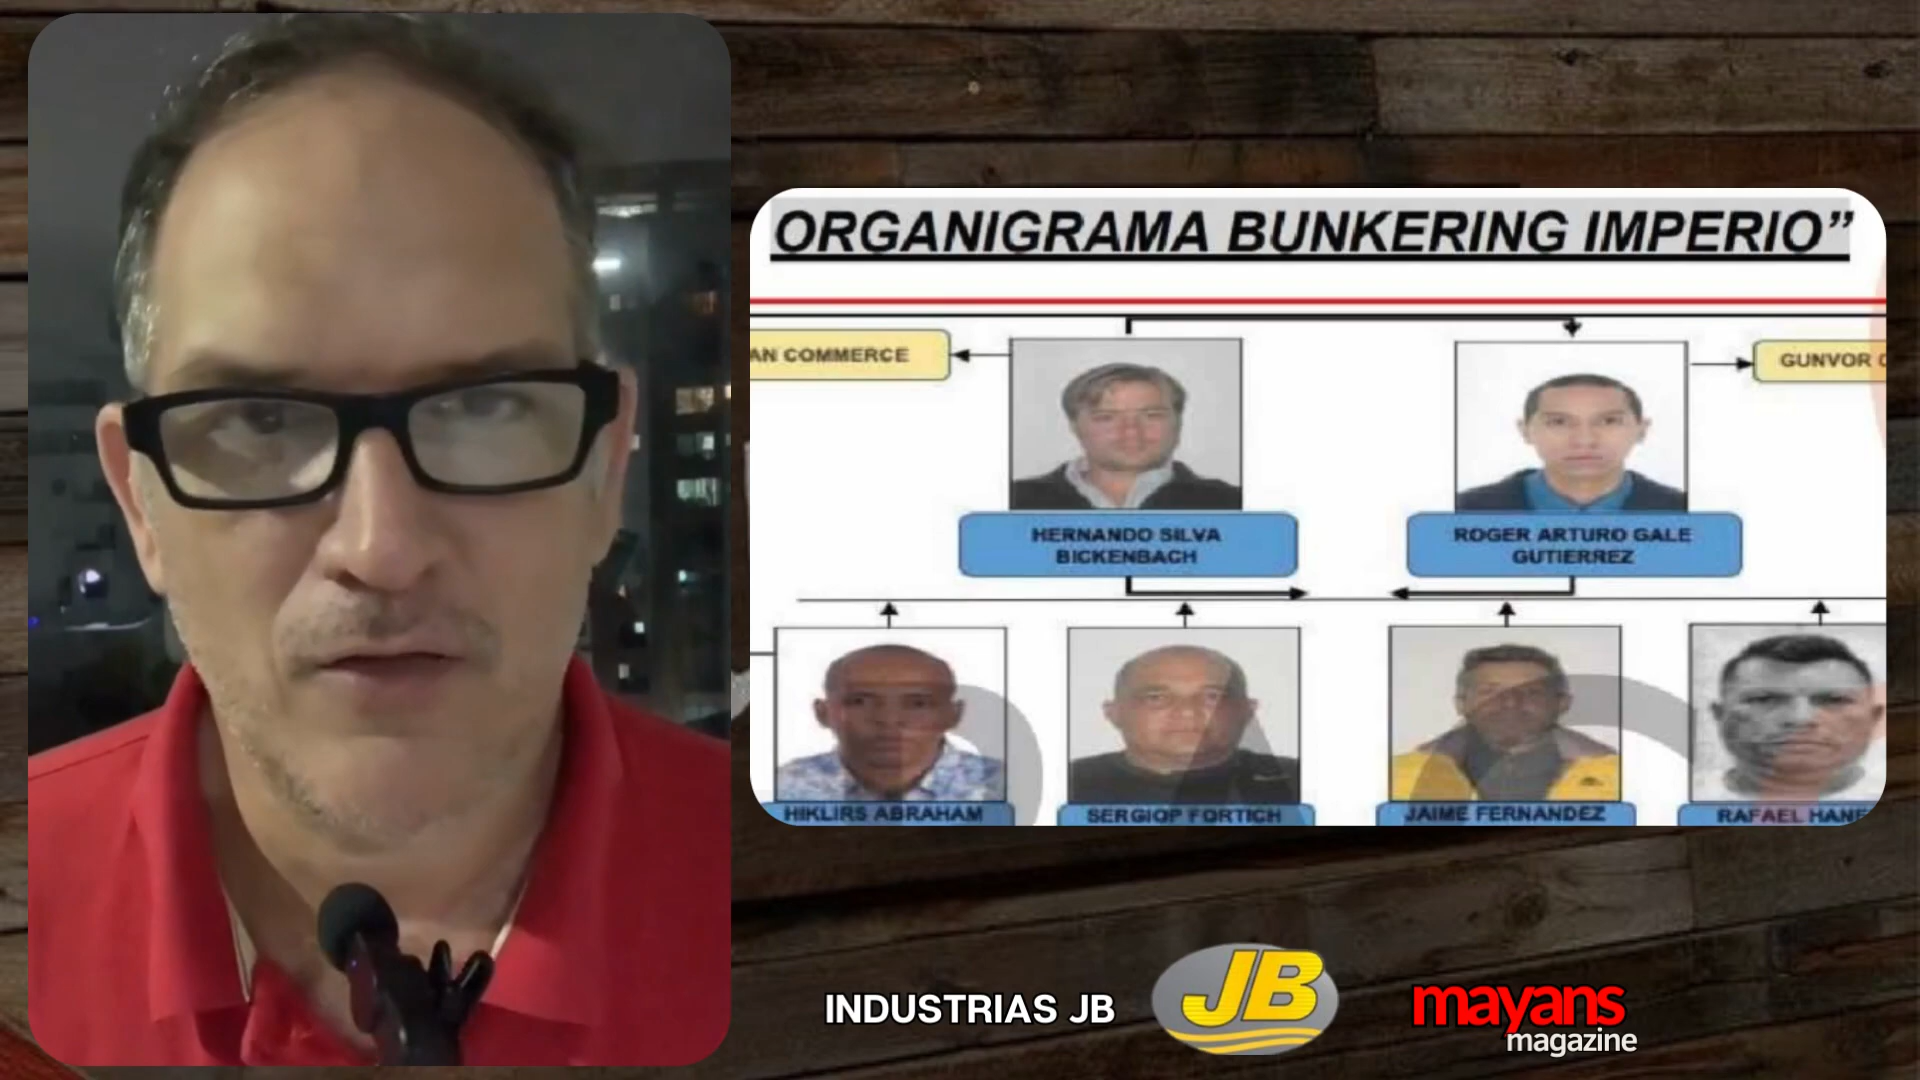 ORGANIGRAMA BUNKERING IMPERIO”
AN COMMERCE
GUNVOR
HERNANDO SILVA
BICKENBACH
ROGER ARTURO GALE
GUTIERREZ
HIKLIRS ABRAHAM
SERGIOP FORTICH
JAIME FERNANDEZ
RAFAEL HANE
INDUSTRIAS JB
JB
mayans
magazine